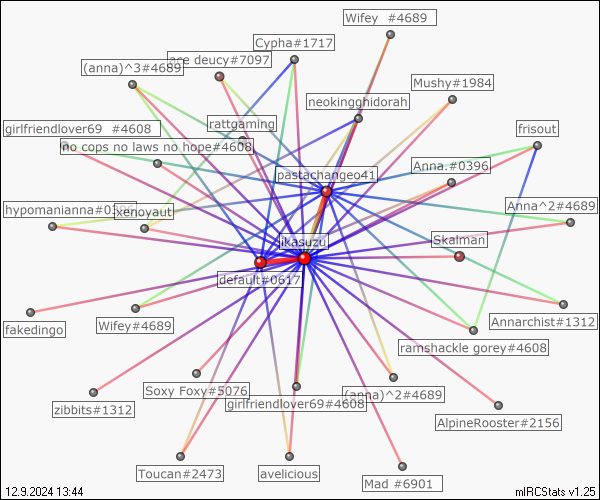 Wifey  #4689
Cypha#1717
ace deucy#7097
(anna)^3#4689
Mushy#1984
neokingghidorah
girlfriendlover69  #4608
rattgaming
frisout
no cops no laws no hope#4608
pastachangeo41
Anna.#0396
hypomanianna#0396
xenoyaut
Anna^2#4689
jikasuzu
Skalman
default#0617
fakedingo
Wifey#4689
Annarchist#1312
ramshackle gorey#4608
Soxy Foxy#5076
(anna)^2#4689
zibbits#1312
girlfriendlover69#4608
AlpineRooster#2156
Toucan#2473
avelicious
Mad #6901
12.9.2024 13:44
mIRCStats v1.25